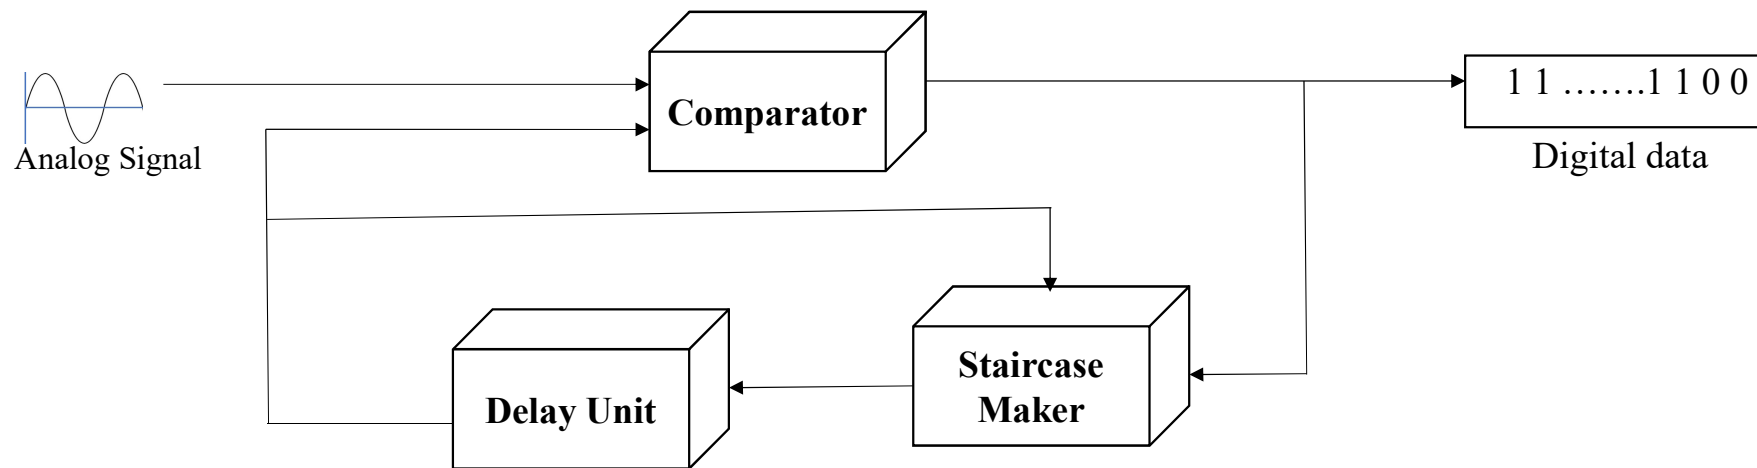 Analog Signal
Comparator
1 1 …….1 1 0 0
Digital data
Delay Unit
Staircase
Maker